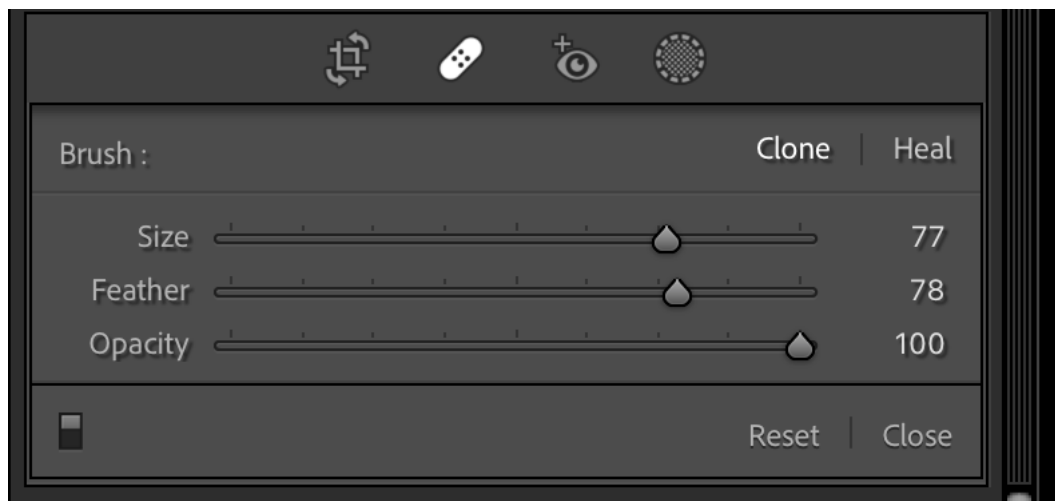 Brush : Clone | Heal
Size 77
Feather 78
Opacity 100
Reset | Close